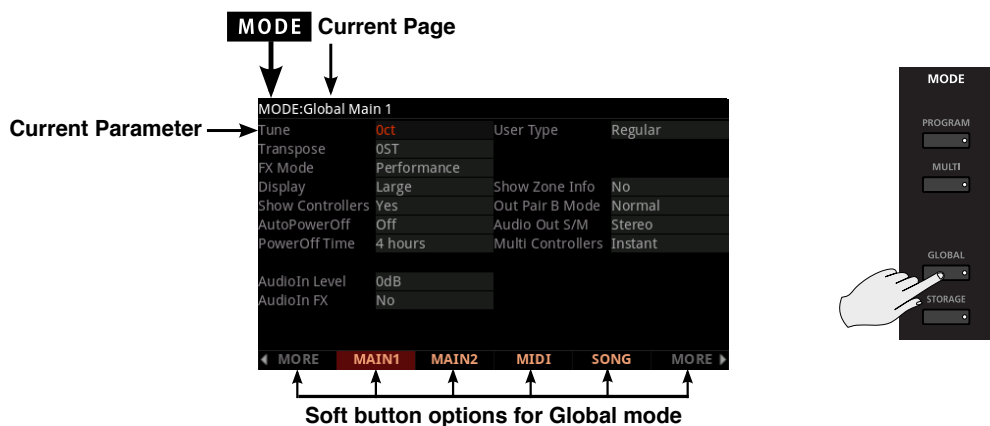 MODE Current Page
MODE:Global Main 1
Current Parameter
Tune 0ct User Type Regular
Transpose 0ST
FX Mode Performance
Display Large Show Zone Info No
Show Controllers Yes Out Pair B Mode Normal
AutoPowerOff Off Audio Out S/M Stereo
PowerOff Time 4 hours Multi Controllers Instant
AudioIn Level 0dB
AudioIn FX No
MORE MAIN1 MAIN2 MIDI SONG MORE
Soft button options for Global mode
MODE
PROGRAM
MULTI
GLOBAL
STORAGE